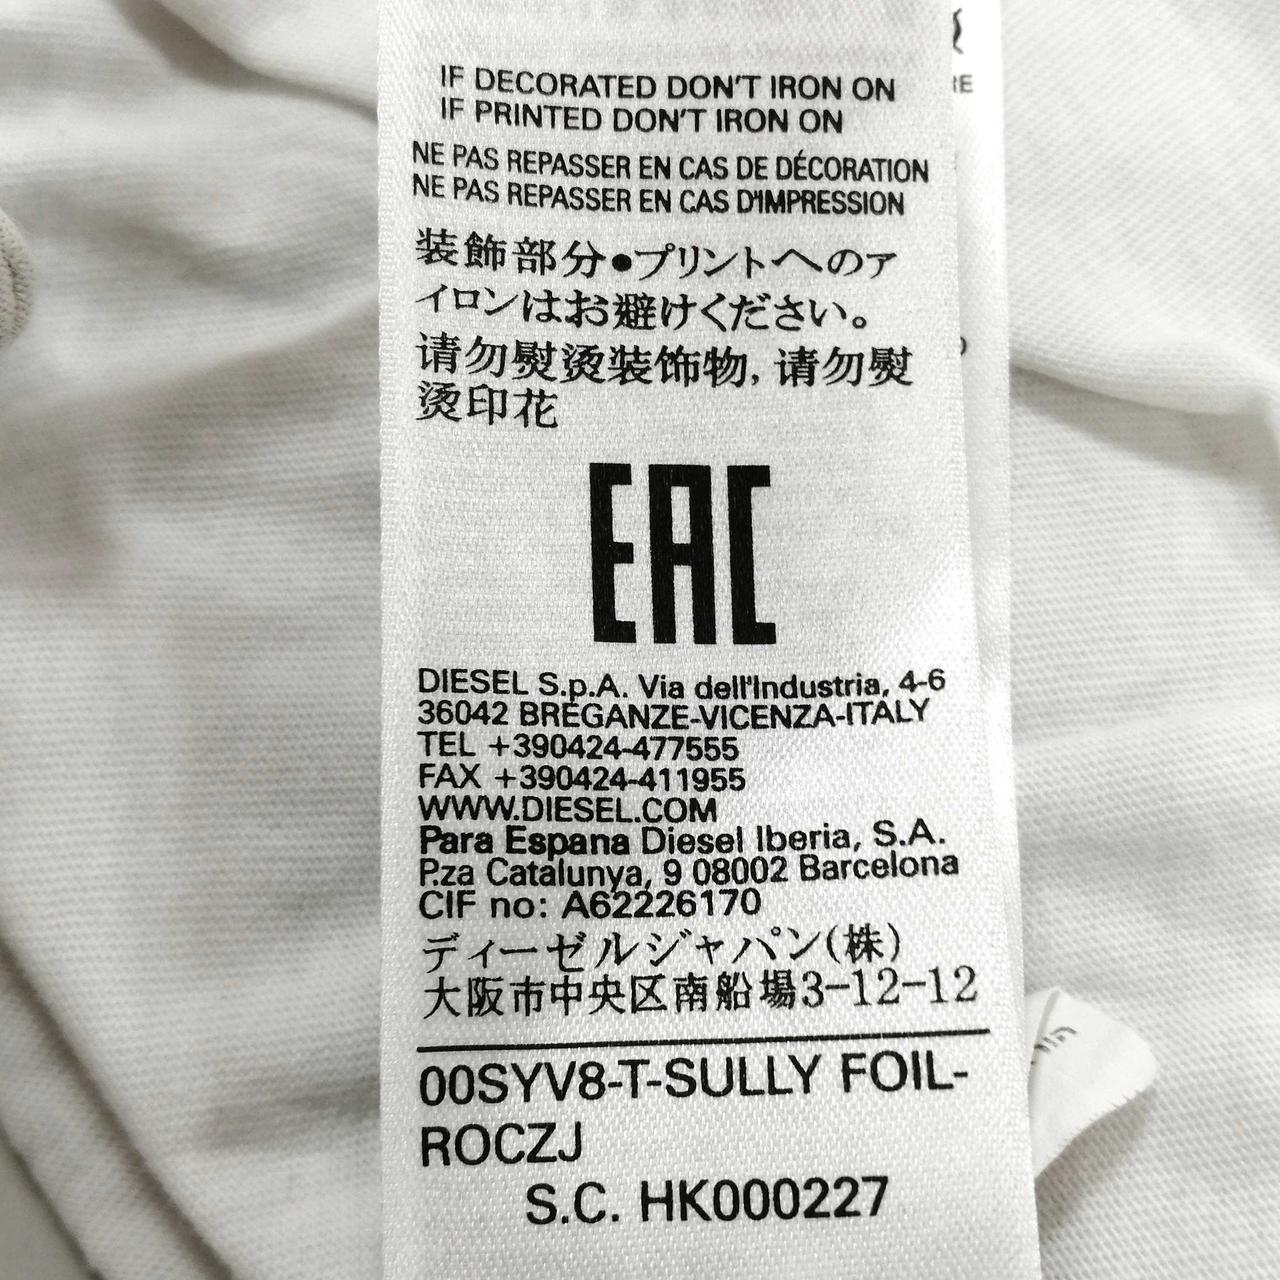 IF DECORATED DON'T IRON ON
IF PRINTED DON'T IRON ON
NE PAS REPASSER EN CAS DE DÉCORATION
NE PAS REPASSER EN CAS D'IMPRESSION
装飾部分●プリントへのア
イロンはお避けください。
请勿熨烫装饰物,请勿熨
烫印花
EAC
DIESEL S.p.A. Via dell'Industria, 4-6
36042 BREGANZE-VICENZA-ITALY
TEL +390424-477555
FAX +390424-411955
WWW.DIESEL.COM
Para Espana Diesel Iberia, S.A.
P.za Catalunya, 9 08002 Barcelona
CIF no: A62226170
ディーゼルジャパン(株)
大阪市中央区南船場3-12-12
00SYV8-T-SULLY FOIL-
ROCZJ
S.C. HK000227